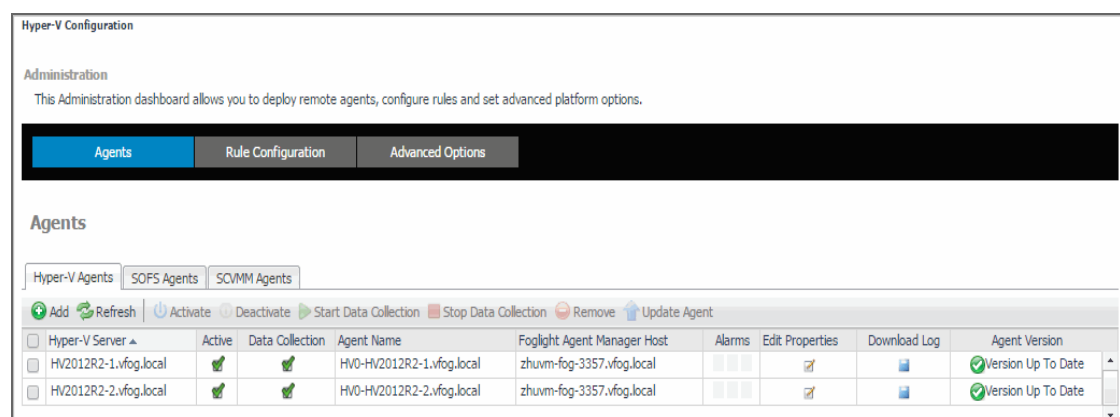 Hyper-V Configuration
Administration
This Administration dashboard allows you to deploy remote agents, configure rules and set advanced platform options.
Agents Rule Configuration Advanced Options
Agents
Hyper-V Agents SOFS Agents SCVMM Agents
Add Refresh Activate Deactivate Start Data Collection Stop Data Collection Remove Update Agent
Hyper-V Server Active Data Collection Agent Name Foglight Agent Manager Host Alarms Edit Properties Download Log Agent Version
HV2012R2-1.vfog.local HV0-HV2012R2-1.vfog.local zhuvm-fog-3357.vfog.local Version Up To Date
HV2012R2-2.vfog.local HV0-HV2012R2-2.vfog.local zhuvm-fog-3357.vfog.local Version Up To Date